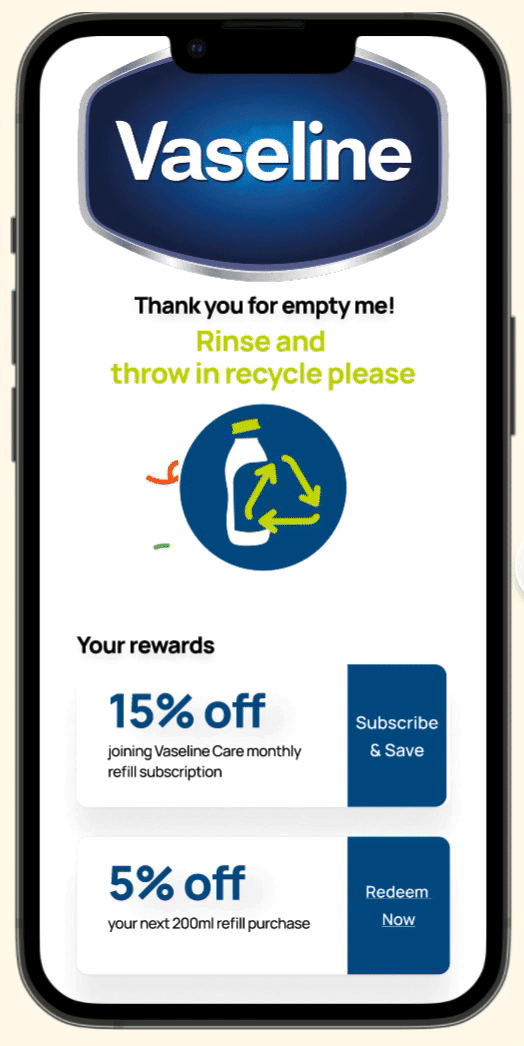 Vaseline
Thank you for empty me!
Rinse and
throw in recycle please
Your rewards
15% off
joining Vaseline Care monthly
refill subscription
Subscribe
& Save
5% off
your next 200ml refill purchase
Redeem
Now